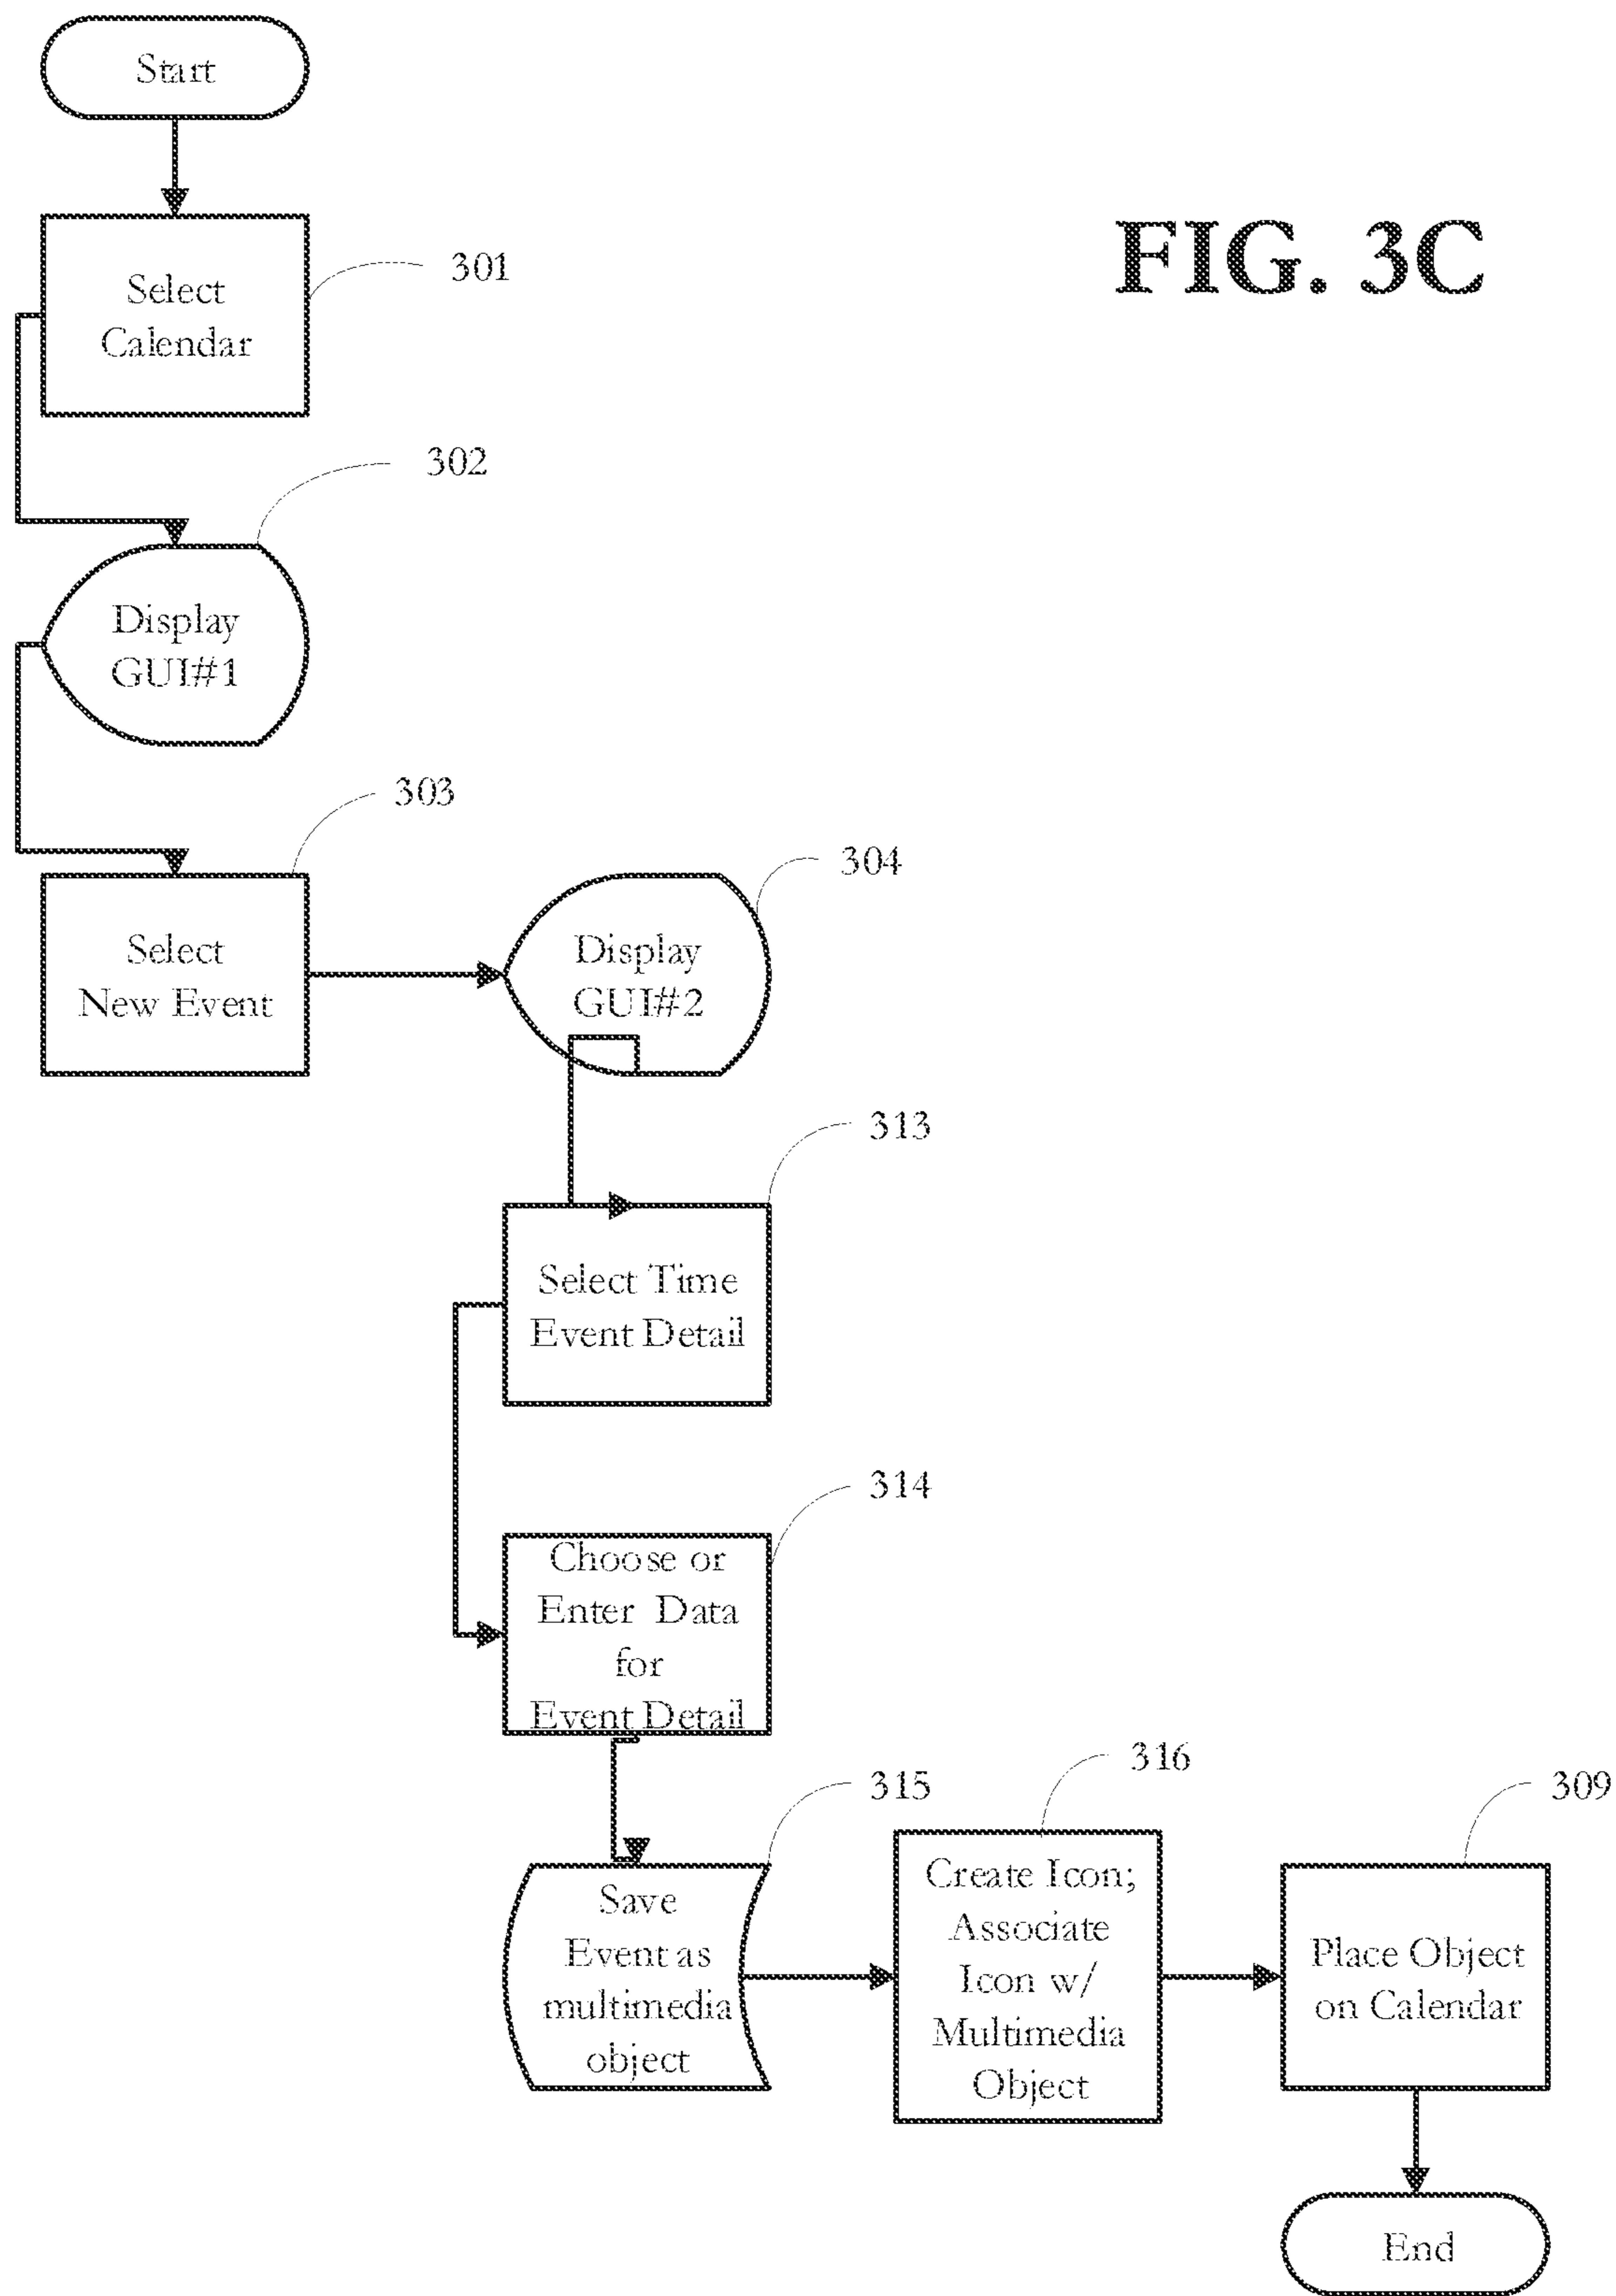 Start
FIG. 3C
301
Select
Calendar
302
Display
GUI#1
303
304
Select
New Event
Display
GUI#2
313
Select Time
Event Detail
314
Choose or
Enter Data
for
Event Detail
315
316
309
Save
Event as
multimedia
object
Create Icon;
Associate
Icon w/
Multimedia
Object
Place Object
on Calendar
End